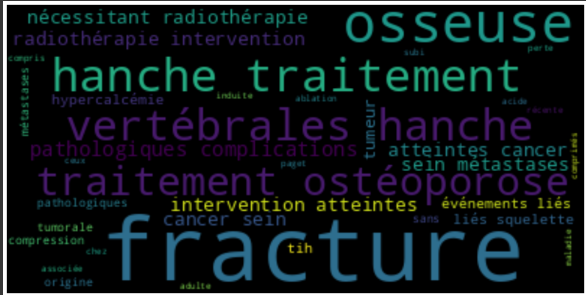 nécessitant radiothérapie
osseuse
radiothérapie intervention
subi
perte
compris
hanche traitement
métastases
hypercalcémie
induite
ablation
acide
récente
vertébrales hanche
tumeur
pathologiques complications
atteintes cancer
comprimés
ceux
paget
sein métastases
traitement ostéoporose
pathologiques
intervention atteintes
événements liés
cancer sein
sans
liés squelette
tumorale
fracture
tih
compression
chez
maladie
associée
origine
adulte